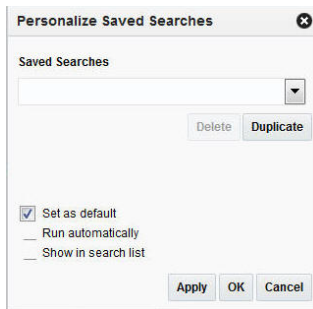 Personalize Saved Searches
Saved Searches
Delete Duplicate
Set as default
Run automatically
Show in search list
Apply OK Cancel